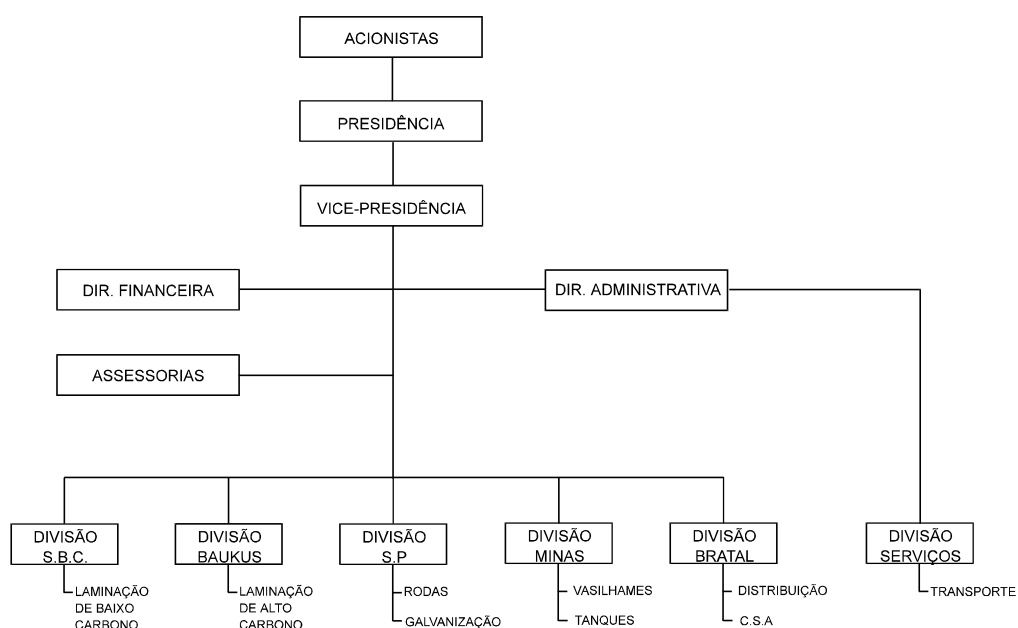 ACIONISTAS
PRESIDÊNCIA
VICE-PRESIDÊNCIA
DIR. FINANCEIRA
DIR. ADMINISTRATIVA
ASSESSORIAS
DIVISÃO
S.B.C.
DIVISÃO
BAUKUS
DIVISÃO
S.P
DIVISÃO
MINAS
DIVISÃO
BRATAL
DIVISÃO
SERVIÇOS
LAMINAÇÃO
DE BAIXO
CARBONO
LAMINAÇÃO
DE ALTO
CARBONO
RODAS
GALVANIZAÇÃO
VASILHAMES
TANQUES
DISTRIBUIÇÃO
C.S.A
TRANSPORTE